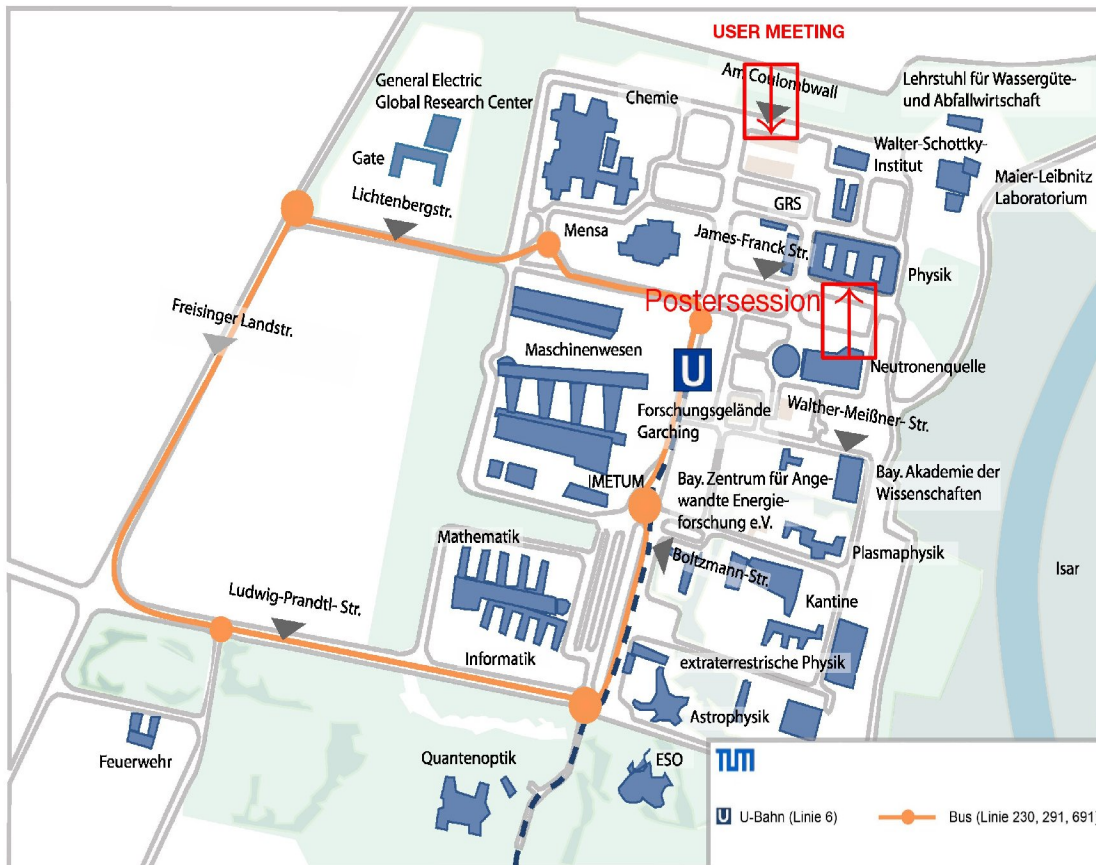 USER MEETING
Am Coulombwall
General Electric
Global Research Center
Chemie
Lehrstuhl für Wassergüte-
und Abfallwirtschaft
Gate
Walter-Schottky-
Institut
Maier-Leibnitz
Laboratorium
Lichtenbergstr.
GRS
Mensa
James-Franck Str.
Physik
Postersession
Freisinger Landstr.
Maschinenwesen
U
Neutronenquelle
Forschungsgelände
Garching
Walther-Meißner- Str.
IMETUM
Bay. Zentrum für Ange-
wandte Energie-
forschung e.V.
Bay. Akademie der
Wissenschaften
Mathematik
Plasmaphysik
Boltzmann-Str.
Isar
Ludwig-Prandtl- Str.
Kantine
Informatik
extraterrestrische Physik
Astrophysik
Feuerwehr
Quantenoptik
ESO
TUM
U U-Bahn (Linie 6)
Bus (Linie 230, 291, 691)